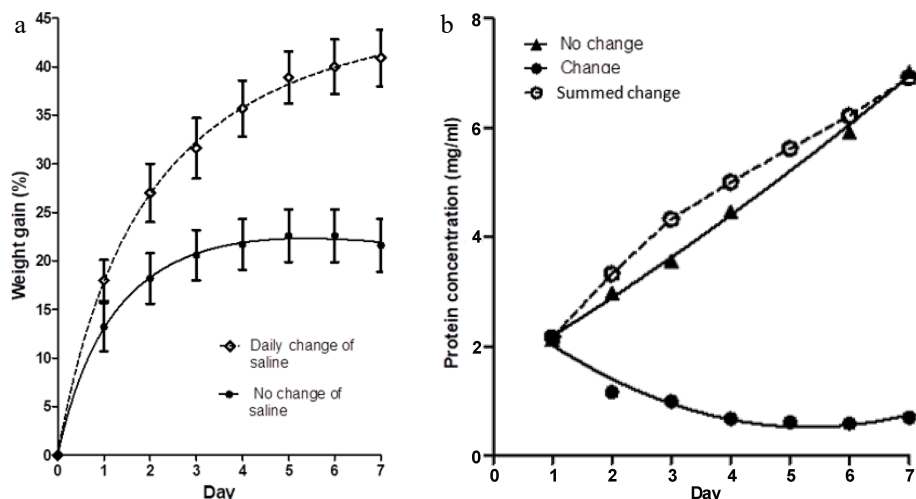 a
45
40
35
30
25
20
15
10
5
0
Weight gain (%)
Daily change of
saline
No change of
saline
0 1 2 3 4 5 6 7
Day
b
8
6
4
2
0
Protein concentration (mg/ml)
No change
Change
Summed change
0 1 2 3 4 5 6 7
Day